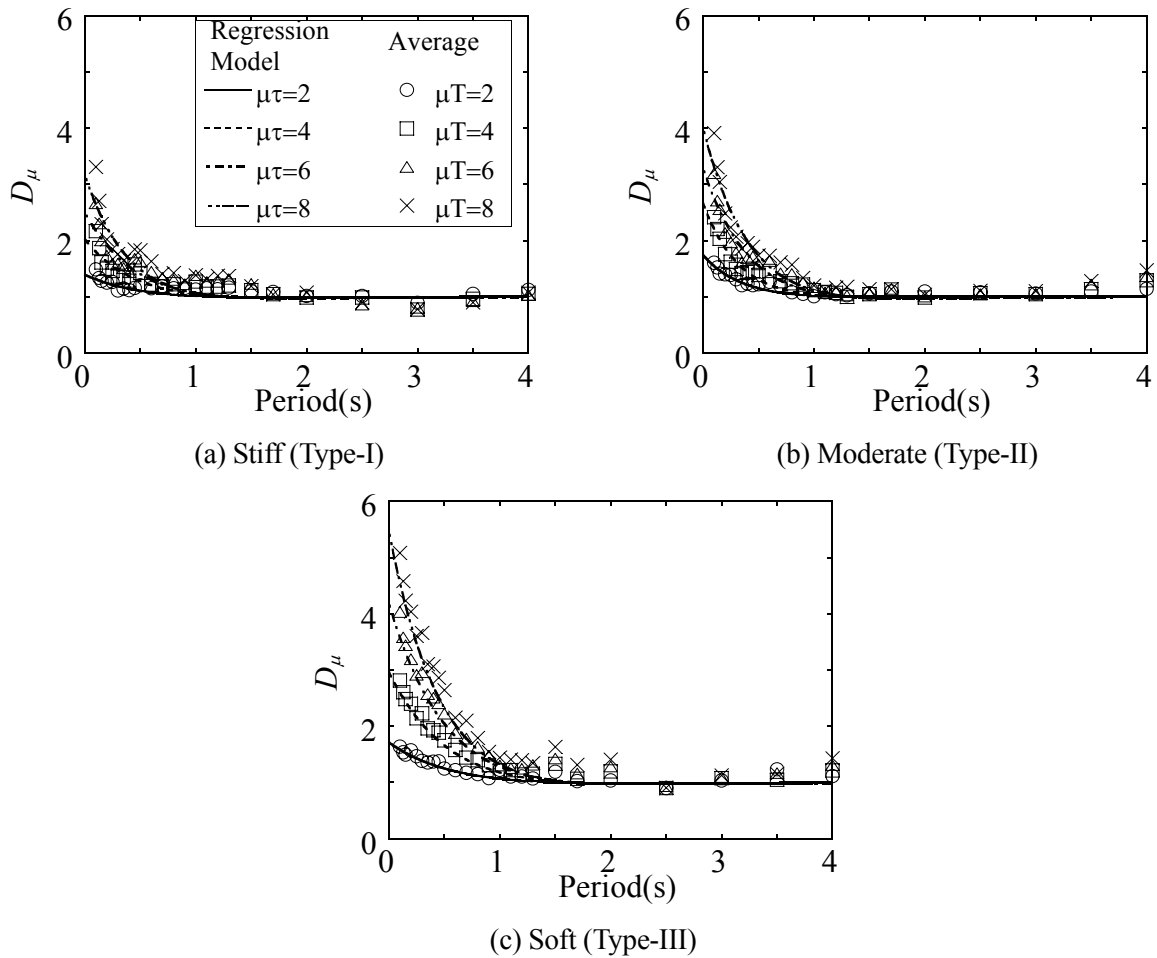 6
4
2
0
D_μ
Regression Model Average
μτ=2 μT=2
μτ=4 μT=4
μτ=6 μT=6
μτ=8 μT=8
0 1 2 3 4
Period(s)
(a) Stiff (Type-I)
6
4
2
0
D_μ
0 1 2 3 4
Period(s)
(b) Moderate (Type-II)
6
4
2
0
D_μ
0 1 2 3 4
Period(s)
(c) Soft (Type-III)